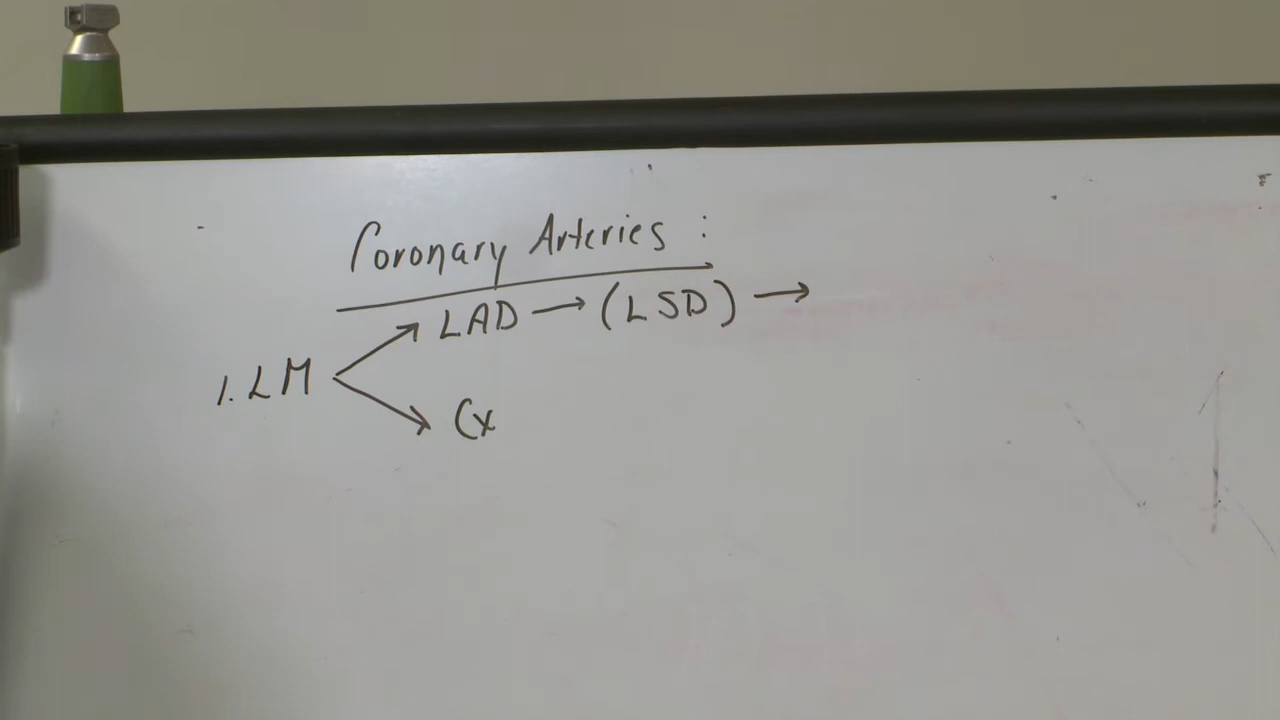 Coronary Arteries :
LAD → (LSD) →
1. LM
Cx